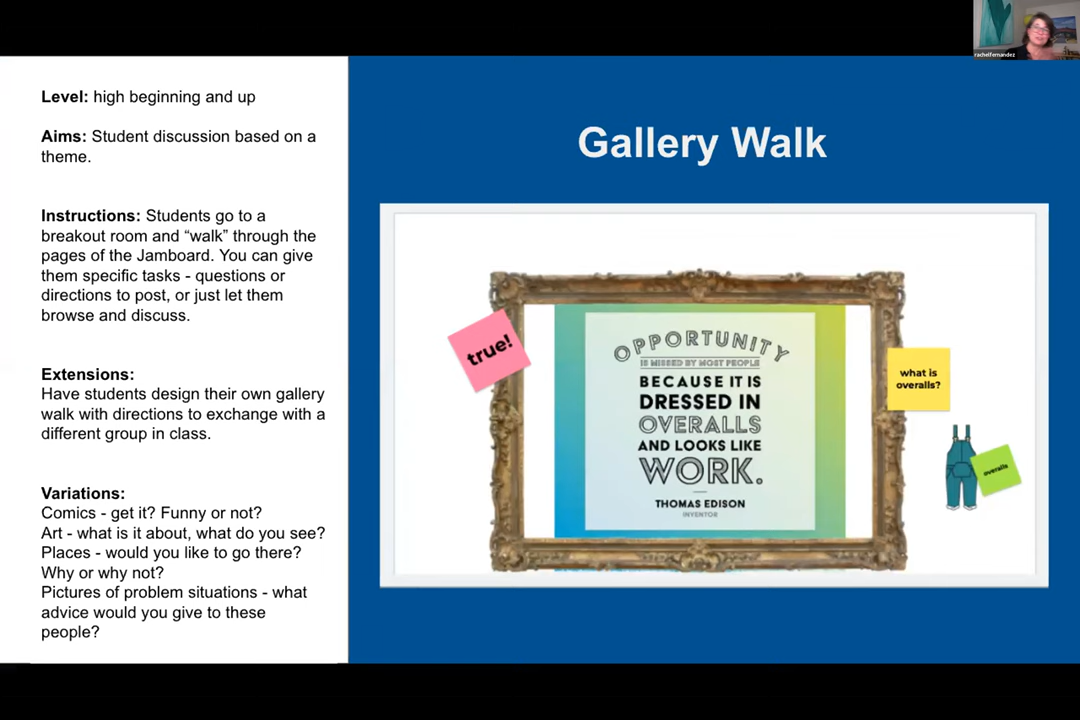 rachelfernandez
Level: high beginning and up
Aims: Student discussion based on a
theme.
Instructions: Students go to a
breakout room and “walk” through the
pages of the Jamboard. You can give
them specific tasks - questions or
directions to post, or just let them
browse and discuss.
Extensions:
Have students design their own gallery
walk with directions to exchange with a
different group in class.
Variations:
Comics - get it? Funny or not?
Art - what is it about, what do you see?
Places - would you like to go there?
Why or why not?
Pictures of problem situations - what
advice would you give to these
people?
Gallery Walk
true!
OPPORTUNITY
IS MISSED BY MOST PEOPLE
BECAUSE IT IS
DRESSED IN
OVERALLS
AND LOOKS LIKE
WORK.
THOMAS EDISON
INVENTOR
what is
overalls?
overalls